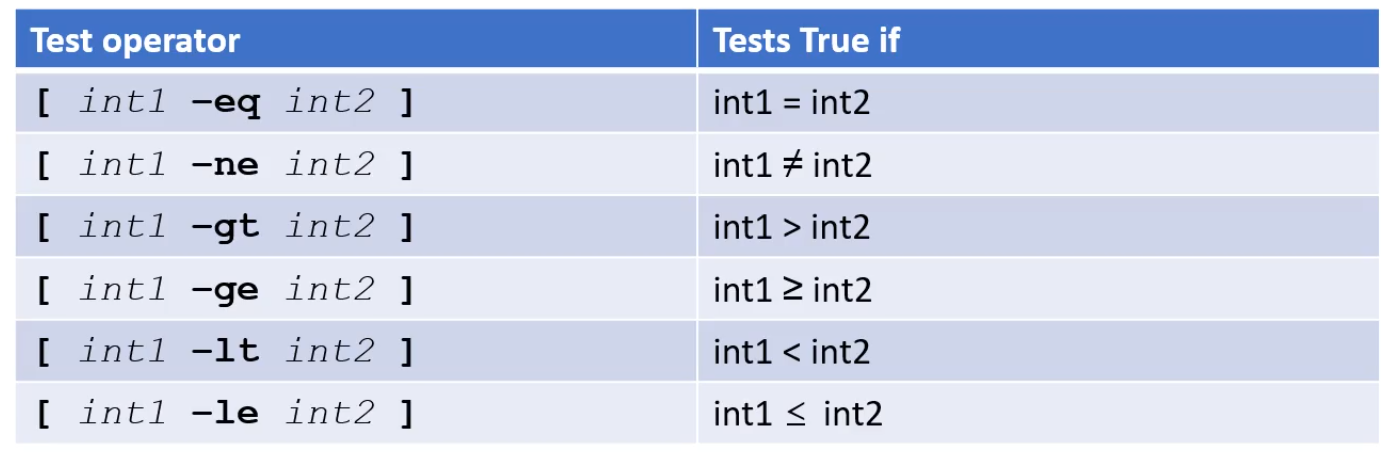 Test operator Tests True if
[ int1 –eq int2 ] int1 = int2
[ int1 –ne int2 ] int1 ≠ int2
[ int1 –gt int2 ] int1 > int2
[ int1 –ge int2 ] int1 ≥ int2
[ int1 –lt int2 ] int1 < int2
[ int1 –le int2 ] int1 ≤ int2